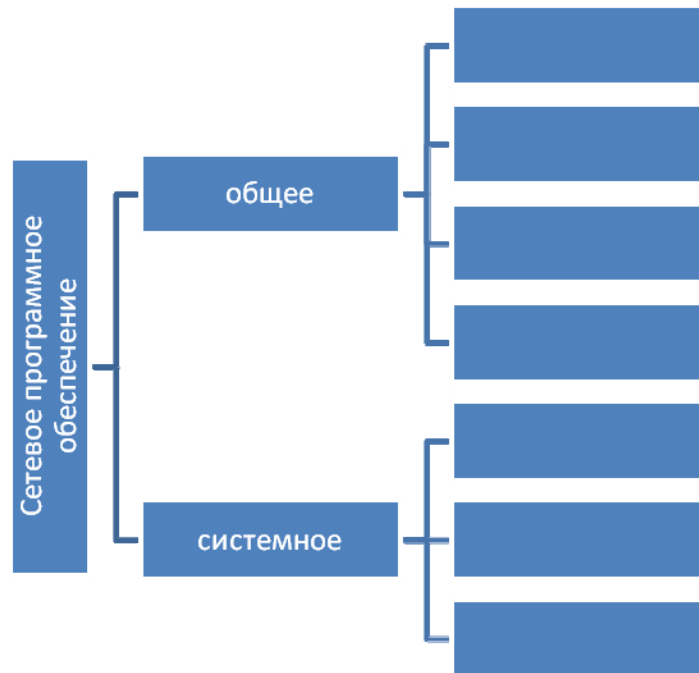 Сетевое программное
обеспечение
общее
системное